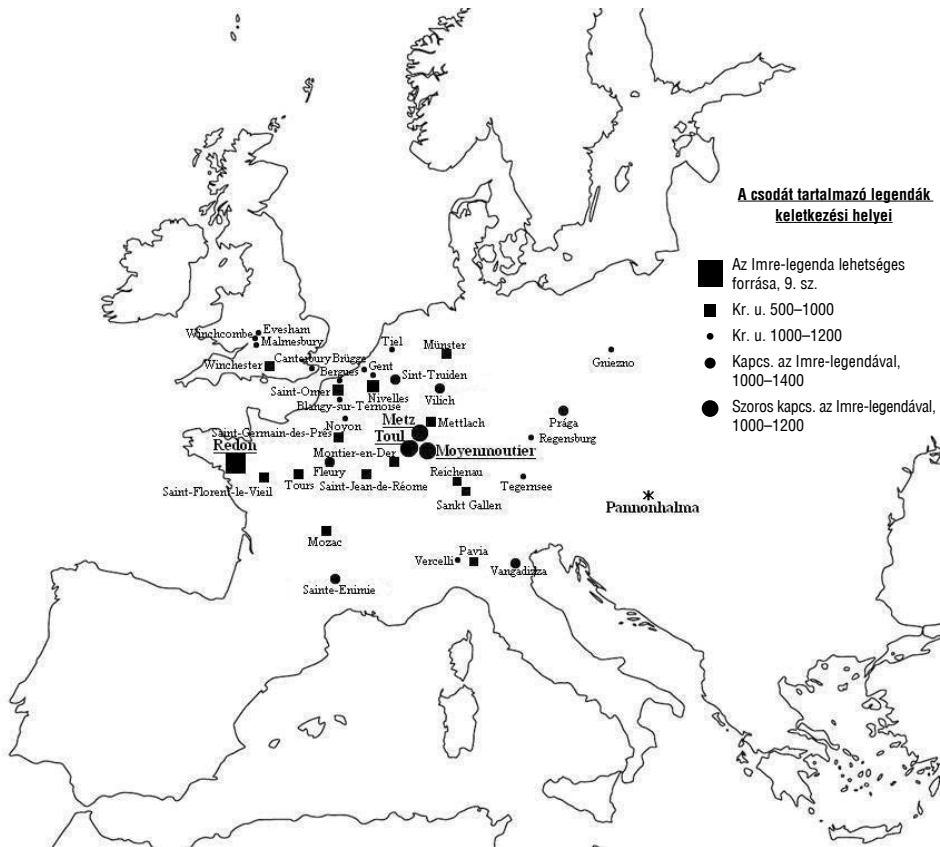 A csodát tartalmazó legendák
keletkezési helyei
Az Imre-legenda lehetséges
forrása, 9. sz.
Kr. u. 500–1000
Kr. u. 1000–1200
Kapcs. az Imre-legendával,
1000–1400
Szoros kapcs. az Imre-legendával,
1000–1200
Evesham
Winchcombe
Malmesbury
Winchester
Canterbury
Brügge
Bergues
Gent
Tiel
Münster
Gniezno
Sint-Truiden
Saint-Omer
Nivelles
Vilich
Blangy-sur-Ternoise
Noyon
Metz
Mettlach
Prága
Saint-Germain-des-Prés
Toul
Regensburg
Redon
Montier-en-Der
Moyenmoutier
Fleury
Reichenau
Tours
Saint-Jean-de-Réome
Tegernsee
Saint-Florent-le-Vieil
Sankt Gallen
Pannonhalma
Mozac
Vercelli
Pavia
Vangadizza
Sainte-Enimie